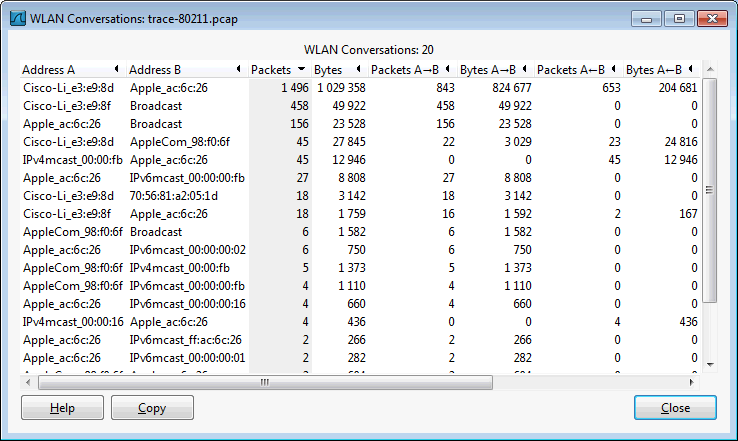 WLAN Conversations: trace-80211.pcap
WLAN Conversations: 20
Address A Address B Packets Bytes Packets A→B Bytes A→B Packets A←B Bytes A←B
Cisco-Li_e3:e9:8d Apple_ac:6c:26 1 496 1 029 358 843 824 677 653 204 681
Cisco-Li_e3:e9:8f Broadcast 458 49 922 458 49 922 0 0
Apple_ac:6c:26 Broadcast 156 23 528 156 23 528 0 0
Cisco-Li_e3:e9:8d AppleCom_98:f0:6f 45 27 845 22 3 029 23 24 816
IPv4mcast_00:00:fb Apple_ac:6c:26 45 12 946 0 0 45 12 946
Apple_ac:6c:26 IPv6mcast_00:00:00:fb 27 8 808 27 8 808 0 0
Cisco-Li_e3:e9:8d 70:56:81:a2:05:1d 18 3 142 18 3 142 0 0
Cisco-Li_e3:e9:8f Apple_ac:6c:26 18 1 759 16 1 592 2 167
AppleCom_98:f0:6f Broadcast 6 1 582 6 1 582 0 0
Apple_ac:6c:26 IPv6mcast_00:00:00:02 6 750 6 750 0 0
AppleCom_98:f0:6f IPv4mcast_00:00:fb 5 1 373 5 1 373 0 0
AppleCom_98:f0:6f IPv6mcast_00:00:00:fb 4 1 110 4 1 110 0 0
Apple_ac:6c:26 IPv6mcast_00:00:00:16 4 660 4 660 0 0
IPv4mcast_00:00:16 Apple_ac:6c:26 4 436 0 0 4 436
Apple_ac:6c:26 IPv6mcast_ff:ac:6c:26 2 266 2 266 0 0
Apple_ac:6c:26 IPv6mcast_00:00:00:01 2 282 2 282 0 0
Help Copy Close